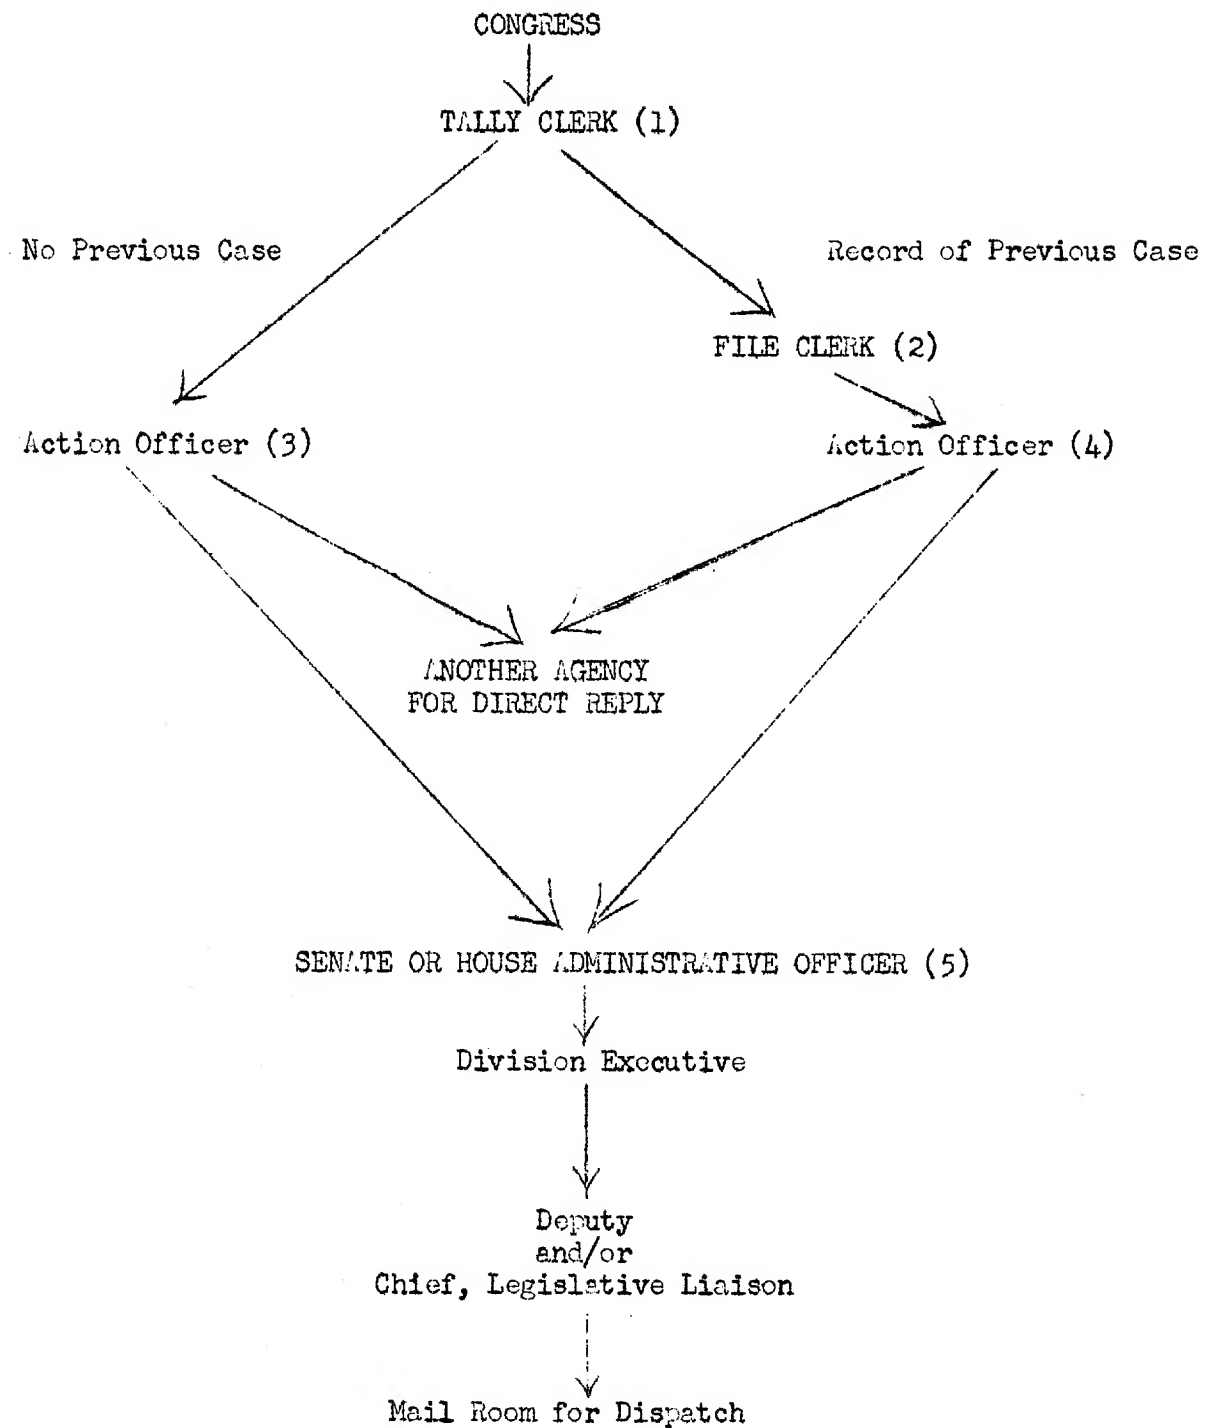 CONGRESS
TALLY CLERK (1)
No Previous Case
Record of Previous Case
FILE CLERK (2)
Action Officer (3)
Action Officer (4)
ANOTHER AGENCY
FOR DIRECT REPLY
SENATE OR HOUSE ADMINISTRATIVE OFFICER (5)
Division Executive
Deputy
and/or
Chief, Legislative Liaison
Mail Room for Dispatch